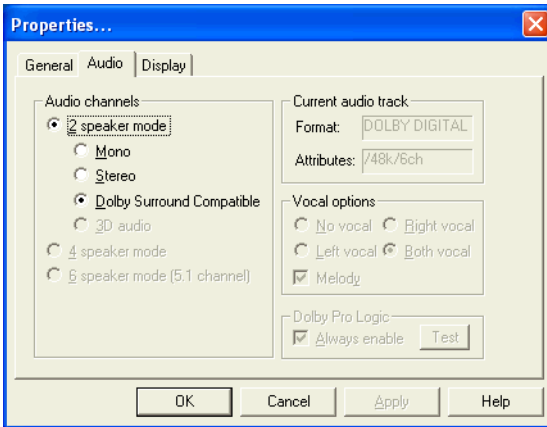 Properties...
General Audio Display
Audio channels
2 speaker mode
Mono
Stereo
Dolby Surround Compatible
3D audio
4 speaker mode
6 speaker mode (5.1 channel)
Current audio track
Format: DOLBY DIGITAL
Attributes: /48k/6ch
Vocal options
No vocal Right vocal
Left vocal Both vocal
Melody
Dolby Pro Logic
Always enable Test
OK Cancel Apply Help